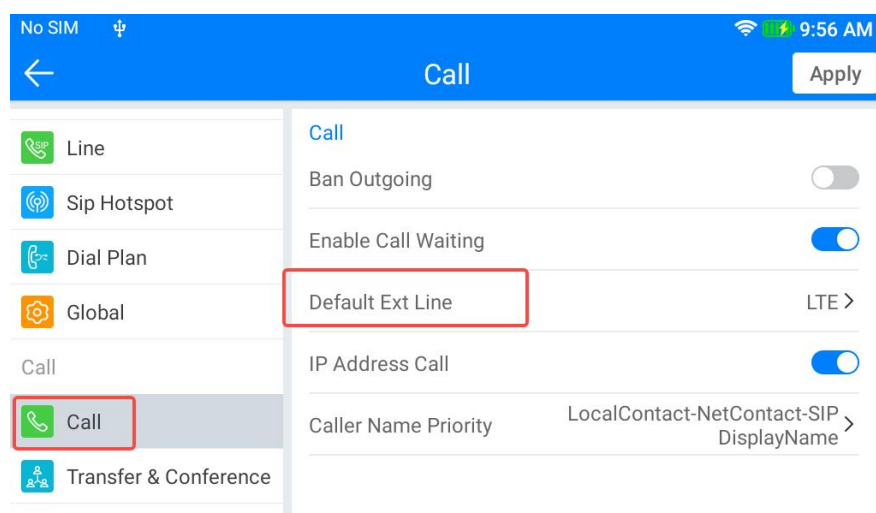 No SIM 9:56 AM
Call Apply
Line
Sip Hotspot
Dial Plan
Global
Call
Call
Transfer & Conference
Call
Ban Outgoing
Enable Call Waiting
Default Ext Line LTE
IP Address Call
Caller Name Priority LocalContact-NetContact-SIP
DisplayName